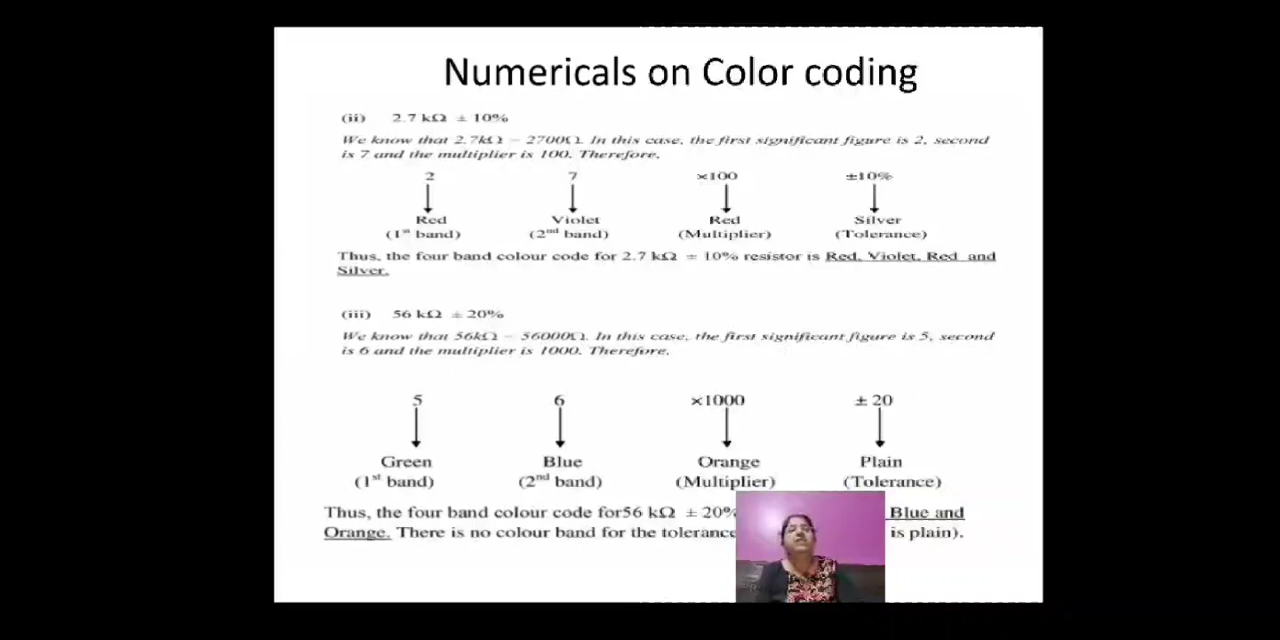 Numericals on Color coding
(ii) 2.7 kΩ ± 10%
We know that 2.7kΩ = 2700Ω. In this case, the first significant figure is 2, second
is 7 and the multiplier is 100. Therefore,
2 7 ×100 ±10%
Red Violet Red Silver
(1st band) (2nd band) (Multiplier) (Tolerance)
Thus, the four band colour code for 2.7 kΩ ± 10% resistor is Red, Violet, Red and
Silver.
(iii) 56 kΩ ± 20%
We know that 56kΩ = 56000Ω. In this case, the first significant figure is 5, second
is 6 and the multiplier is 1000. Therefore,
5 6 ×1000 ± 20
Green Blue Orange Plain
(1st band) (2nd band) (Multiplier) (Tolerance)
Thus, the four band colour code for56 kΩ ± 20% Blue and
Orange. There is no colour band for the tolerance is plain).